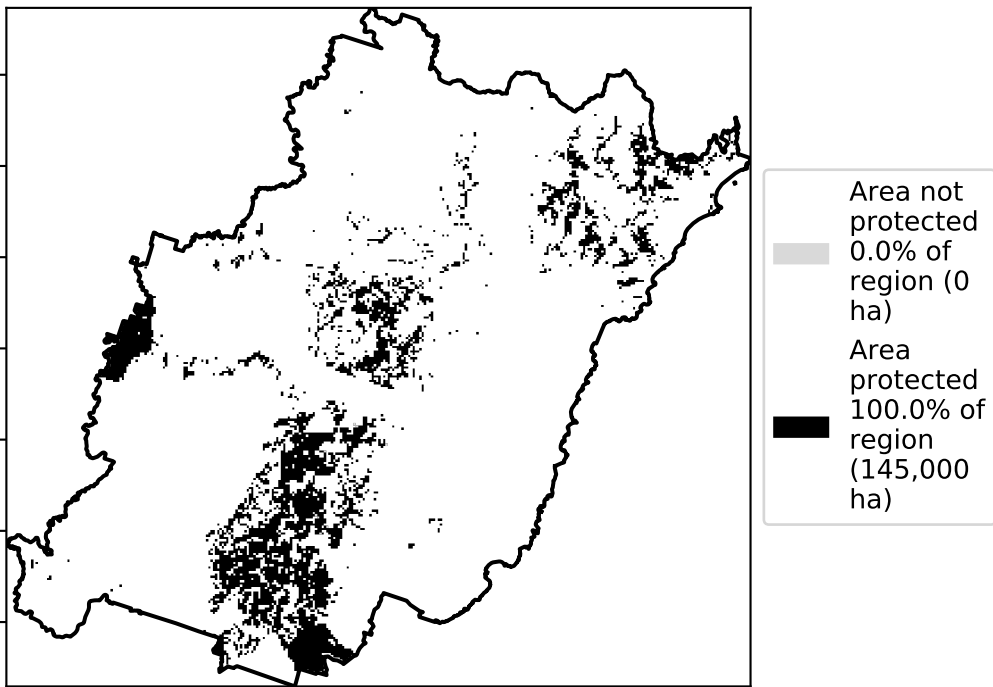 Area not
protected
0.0% of
region (0
ha)
Area
protected
100.0% of
region
(145,000
ha)